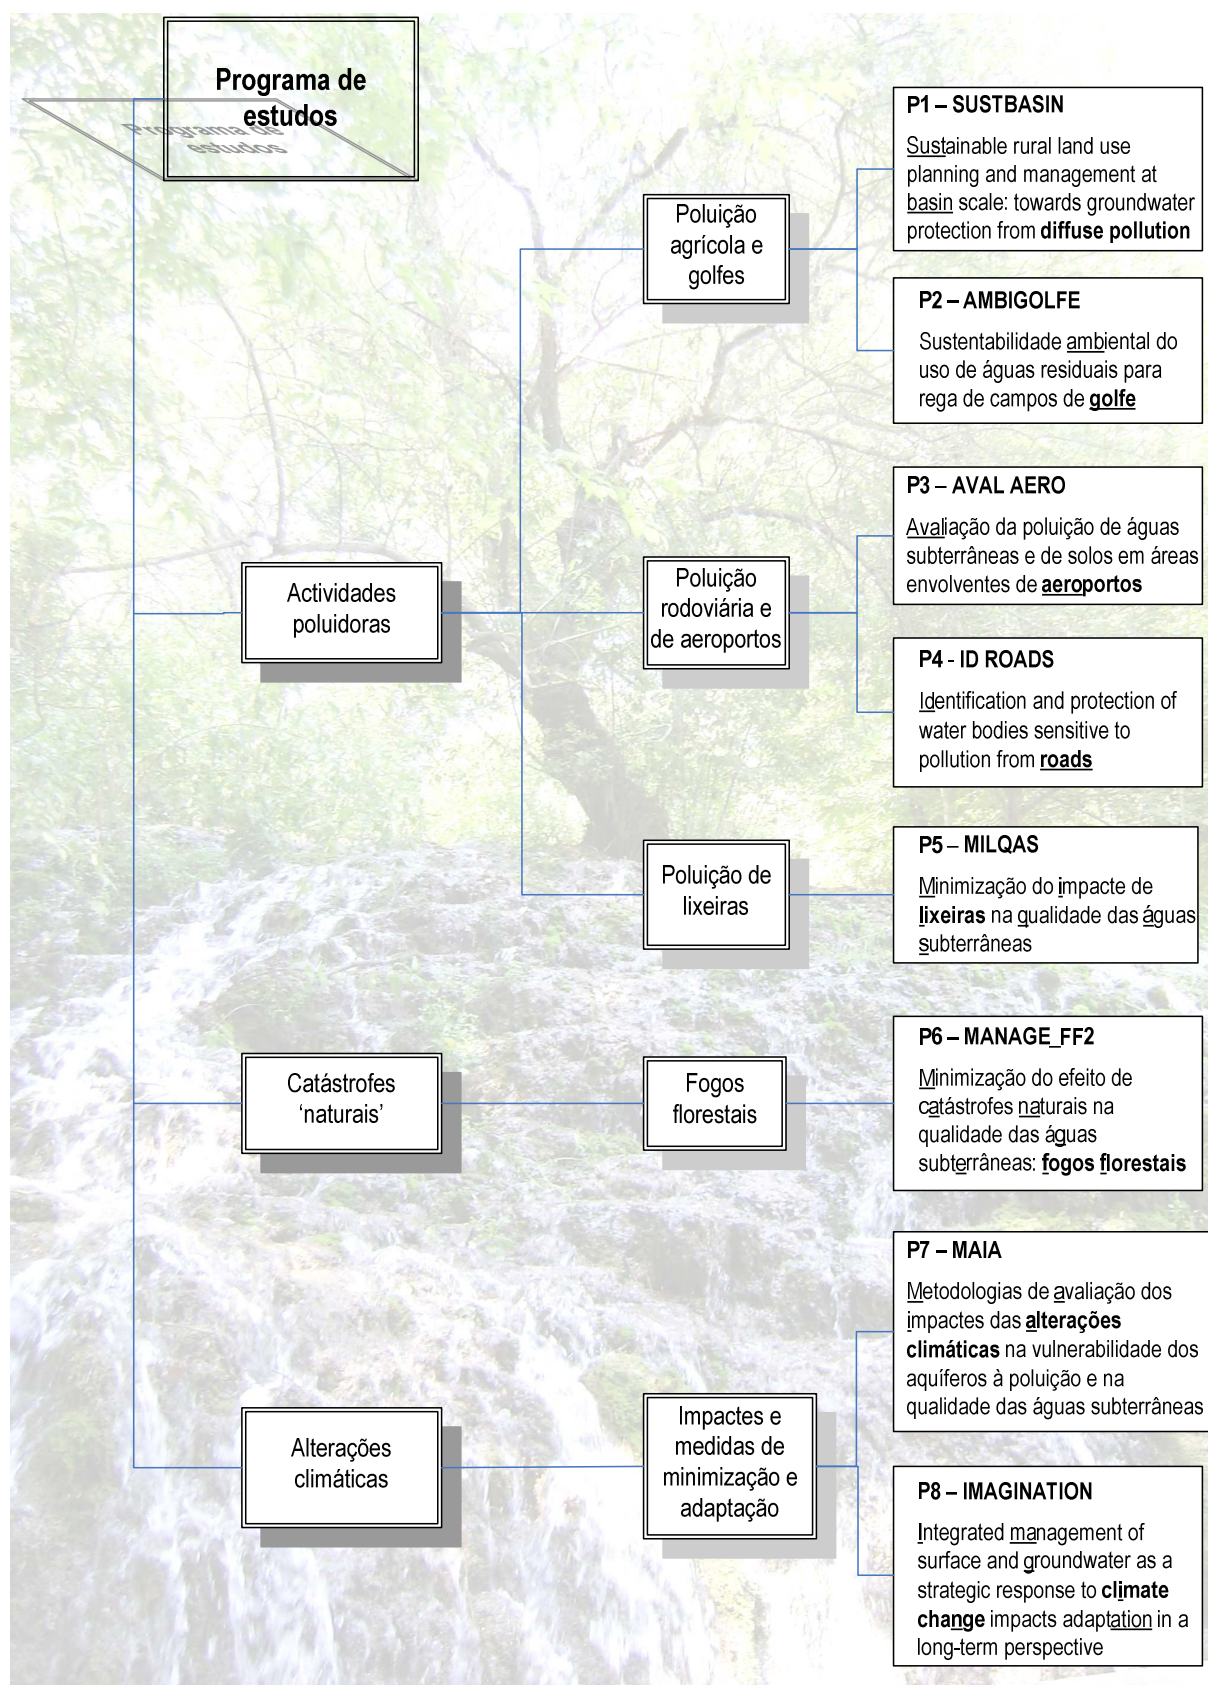 Programa de
estudos
Programa de
estudos
P1 – SUSTBASIN
Sustainable rural land use
planning and management at
basin scale: towards groundwater
protection from diffuse pollution
Poluição
agrícola e
golfes
P2 – AMBIGOLFE
Sustentabilidade ambiental do
uso de águas residuais para
rega de campos de golfe
P3 – AVAL AERO
Avaliação da poluição de águas
subterrâneas e de solos em áreas
envolventes de aeroportos
Actividades
poluidoras
Poluição
rodoviária e
de aeroportos
P4 - ID ROADS
Identification and protection of
water bodies sensitive to
pollution from roads
Poluição de
lixeiras
P5 – MILQAS
Minimização do impacte de
lixeiras na qualidade das águas
subterrâneas
Catástrofes
‘naturais’
Fogos
florestais
P6 – MANAGE_FF2
Minimização do efeito de
catástrofes naturais na
qualidade das águas
subterrâneas: fogos florestais
P7 – MAIA
Metodologias de avaliação dos
impactes das alterações
climáticas na vulnerabilidade dos
aquíferos à poluição e na
qualidade das águas subterrâneas
Alterações
climáticas
Impactes e
medidas de
minimização e
adaptação
P8 – IMAGINATION
Integrated management of
surface and groundwater as a
strategic response to climate
change impacts adaptation in a
long-term perspective